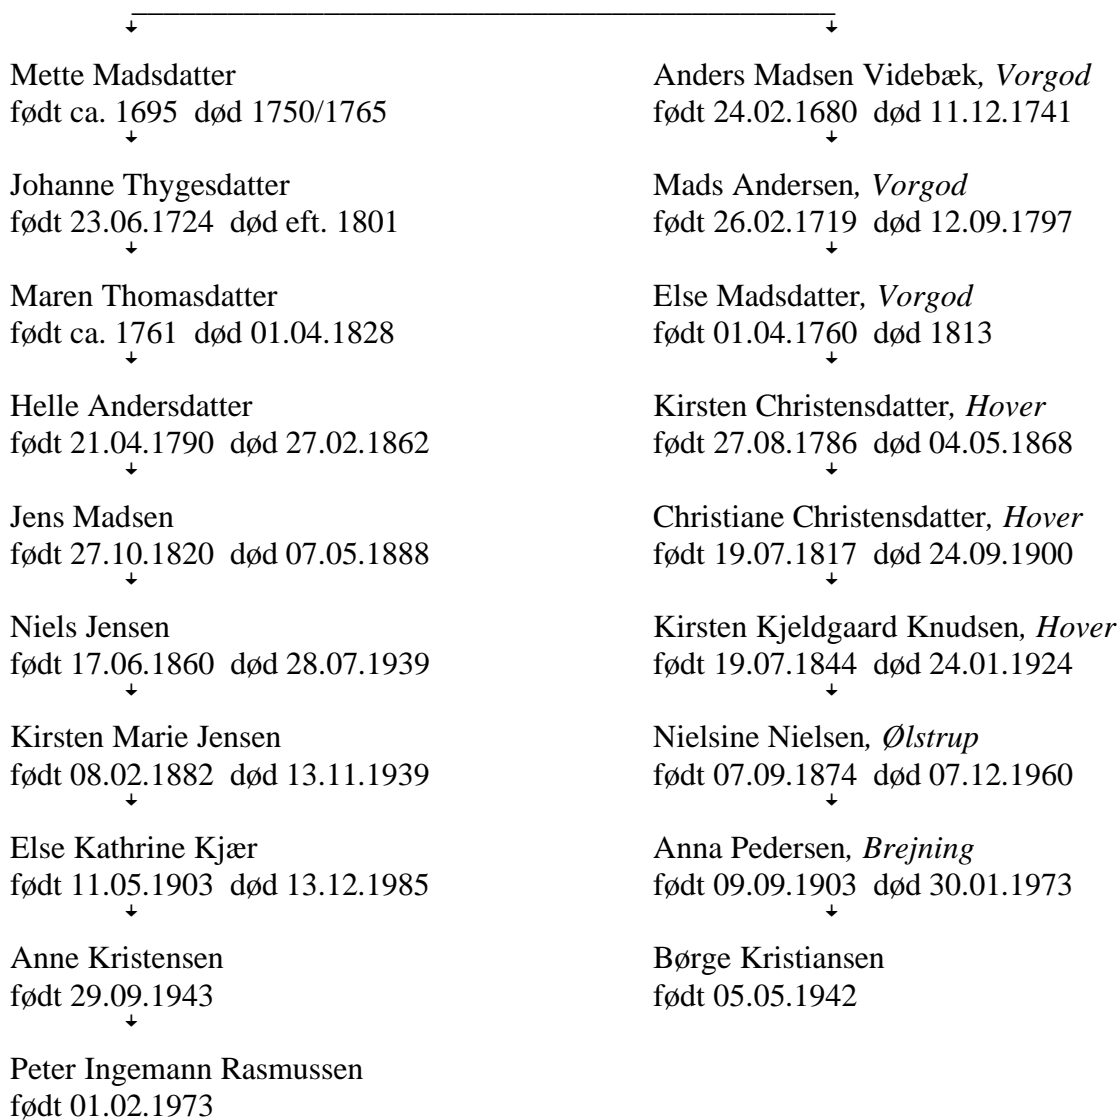 Mette Madsdatter
født ca. 1695 død 1750/1765
Johanne Thygesdatter
født 23.06.1724 død eft. 1801
Maren Thomasdatter
født ca. 1761 død 01.04.1828
Helle Andersdatter
født 21.04.1790 død 27.02.1862
Jens Madsen
født 27.10.1820 død 07.05.1888
Niels Jensen
født 17.06.1860 død 28.07.1939
Kirsten Marie Jensen
født 08.02.1882 død 13.11.1939
Else Kathrine Kjær
født 11.05.1903 død 13.12.1985
Anne Kristensen
født 29.09.1943
Peter Ingemann Rasmussen
født 01.02.1973
Anders Madsen Videbæk, Vorgod
født 24.02.1680 død 11.12.1741
Mads Andersen, Vorgod
født 26.02.1719 død 12.09.1797
Else Madsdatter, Vorgod
født 01.04.1760 død 1813
Kirsten Christensdatter, Hover
født 27.08.1786 død 04.05.1868
Christiane Christensdatter, Hover
født 19.07.1817 død 24.09.1900
Kirsten Kjeldgaard Knudsen, Hover
født 19.07.1844 død 24.01.1924
Nielsine Nielsen, Ølstrup
født 07.09.1874 død 07.12.1960
Anna Pedersen, Brejning
født 09.09.1903 død 30.01.1973
Børge Kristiansen
født 05.05.1942